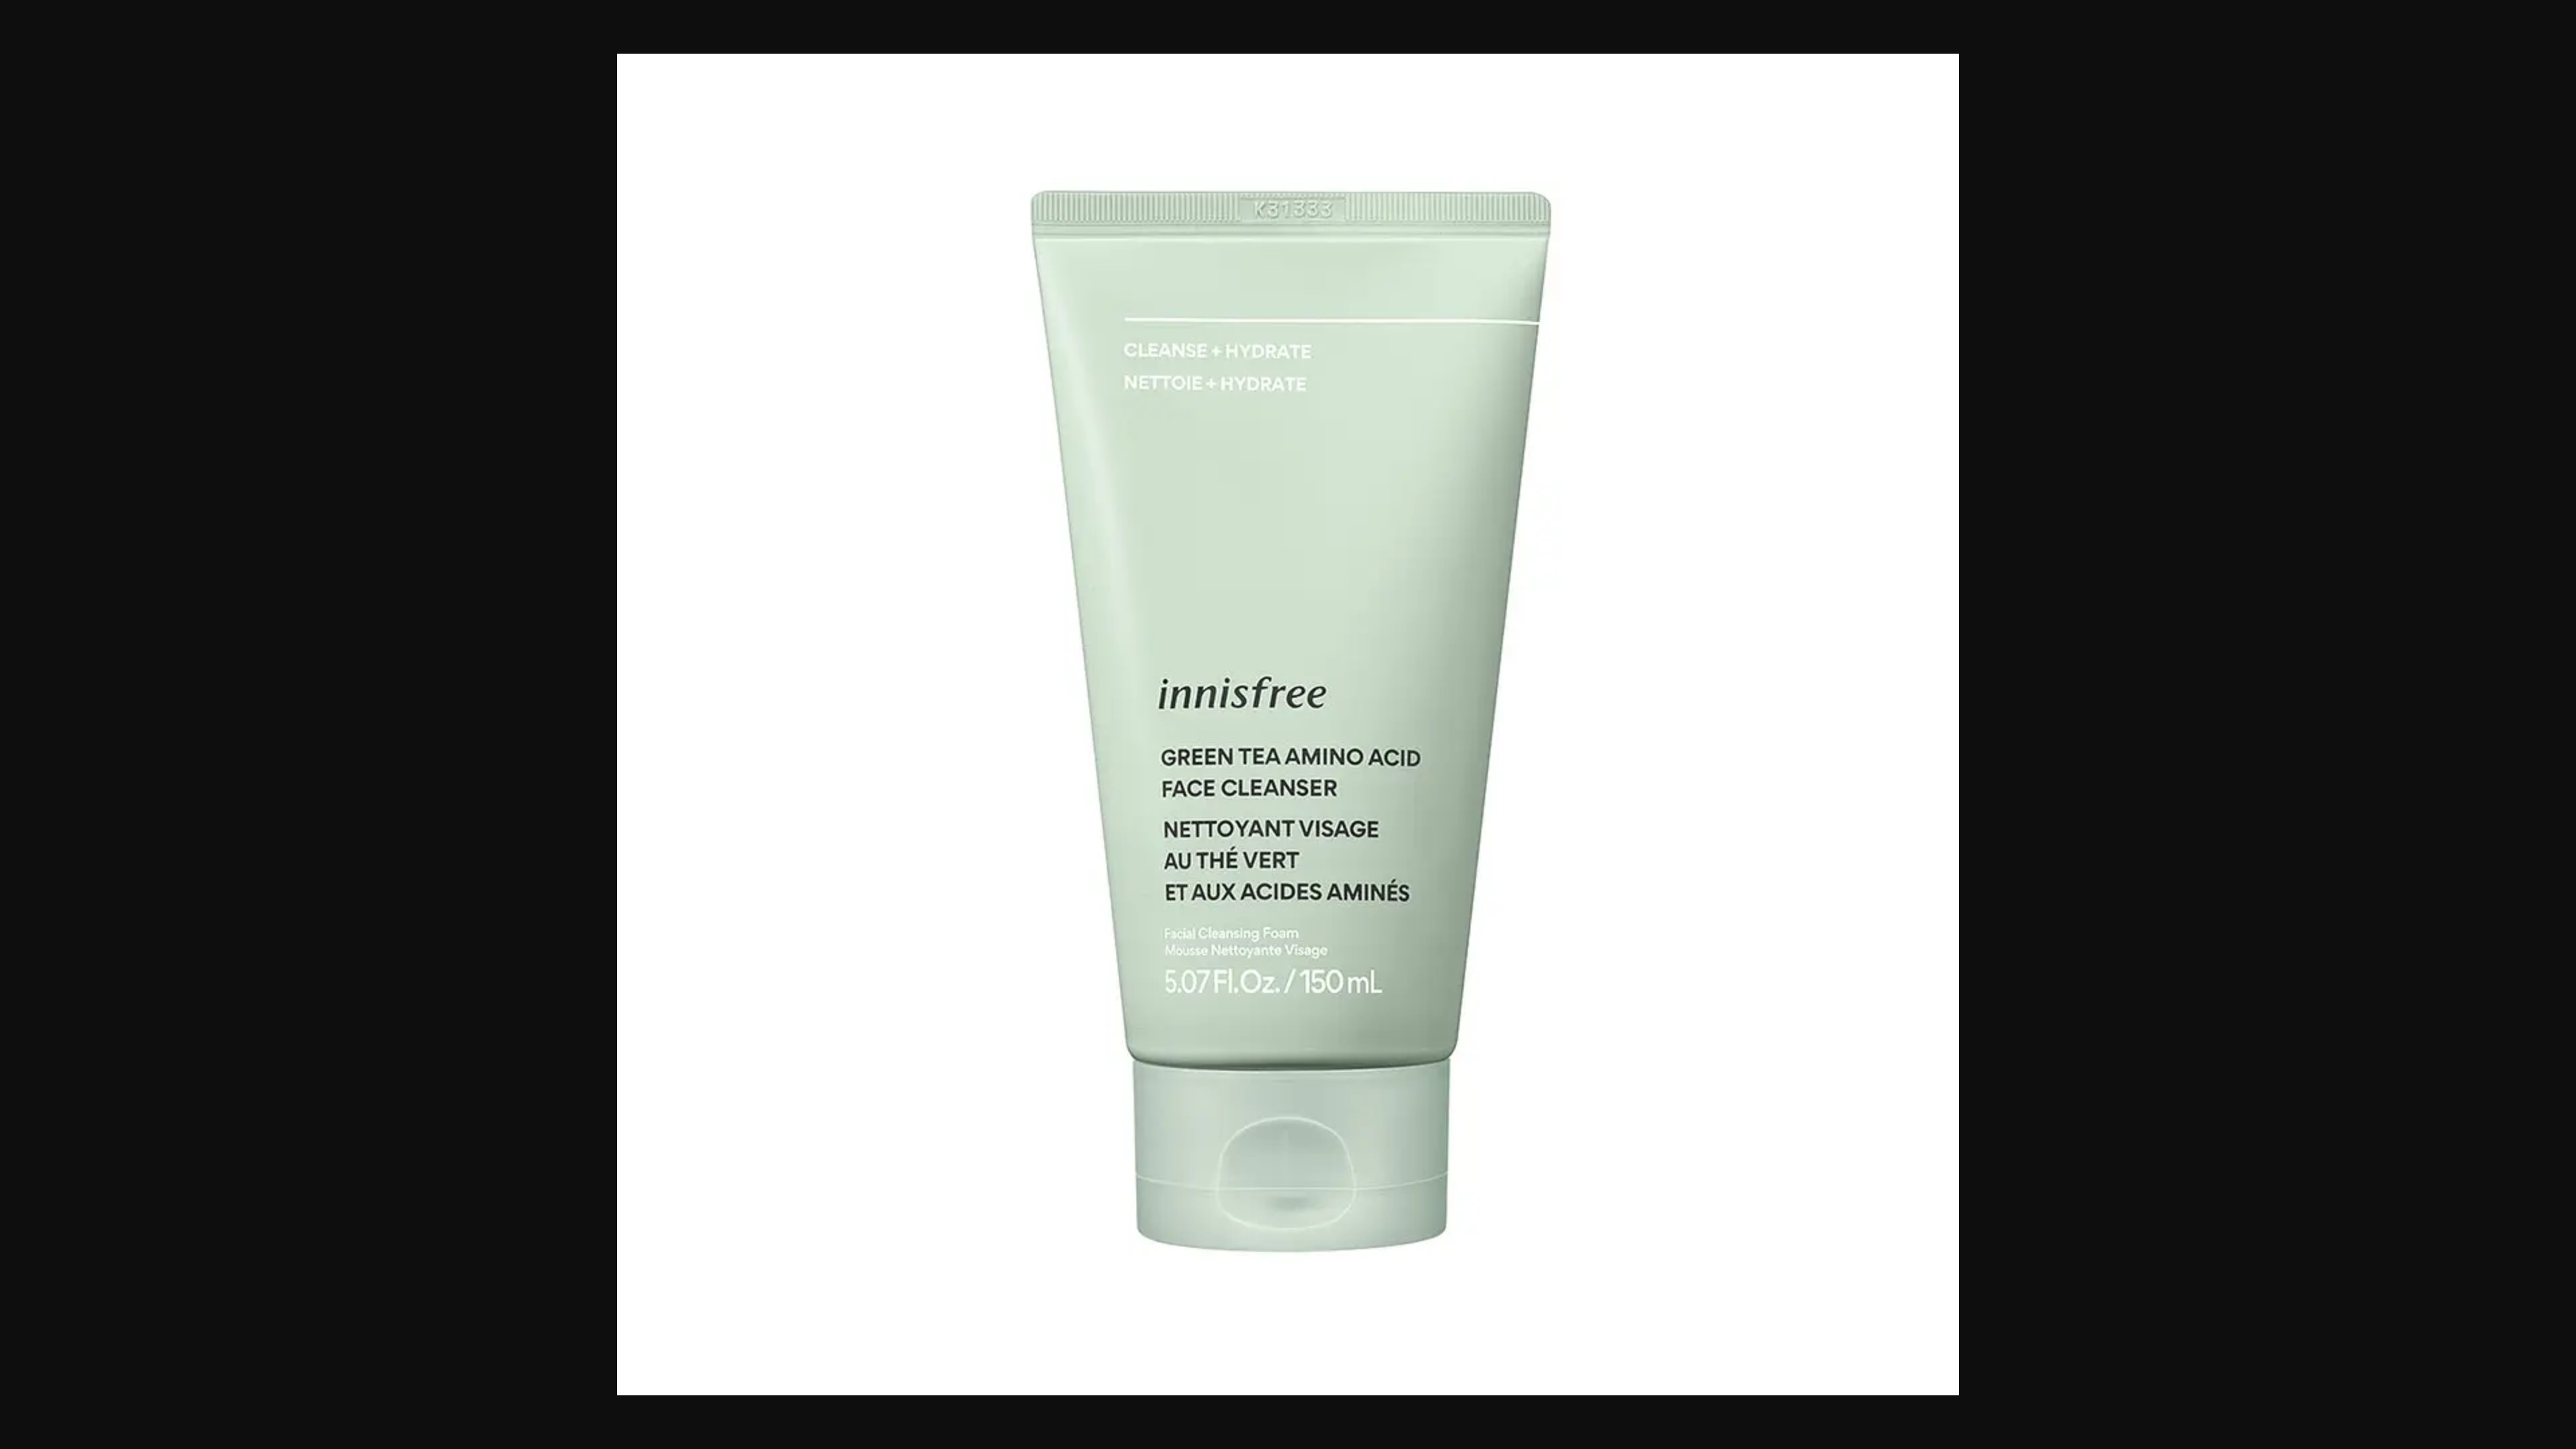 K31333
CLEANSE + HYDRATE
NETTOIE + HYDRATE
innisfree
GREEN TEA AMINO ACID
FACE CLEANSER
NETTOYANT VISAGE
AU THÉ VERT
ET AUX ACIDES AMINÉS
Facial Cleansing Foam
Mousse Nettoyante Visage
5.07 Fl.Oz. / 150 mL